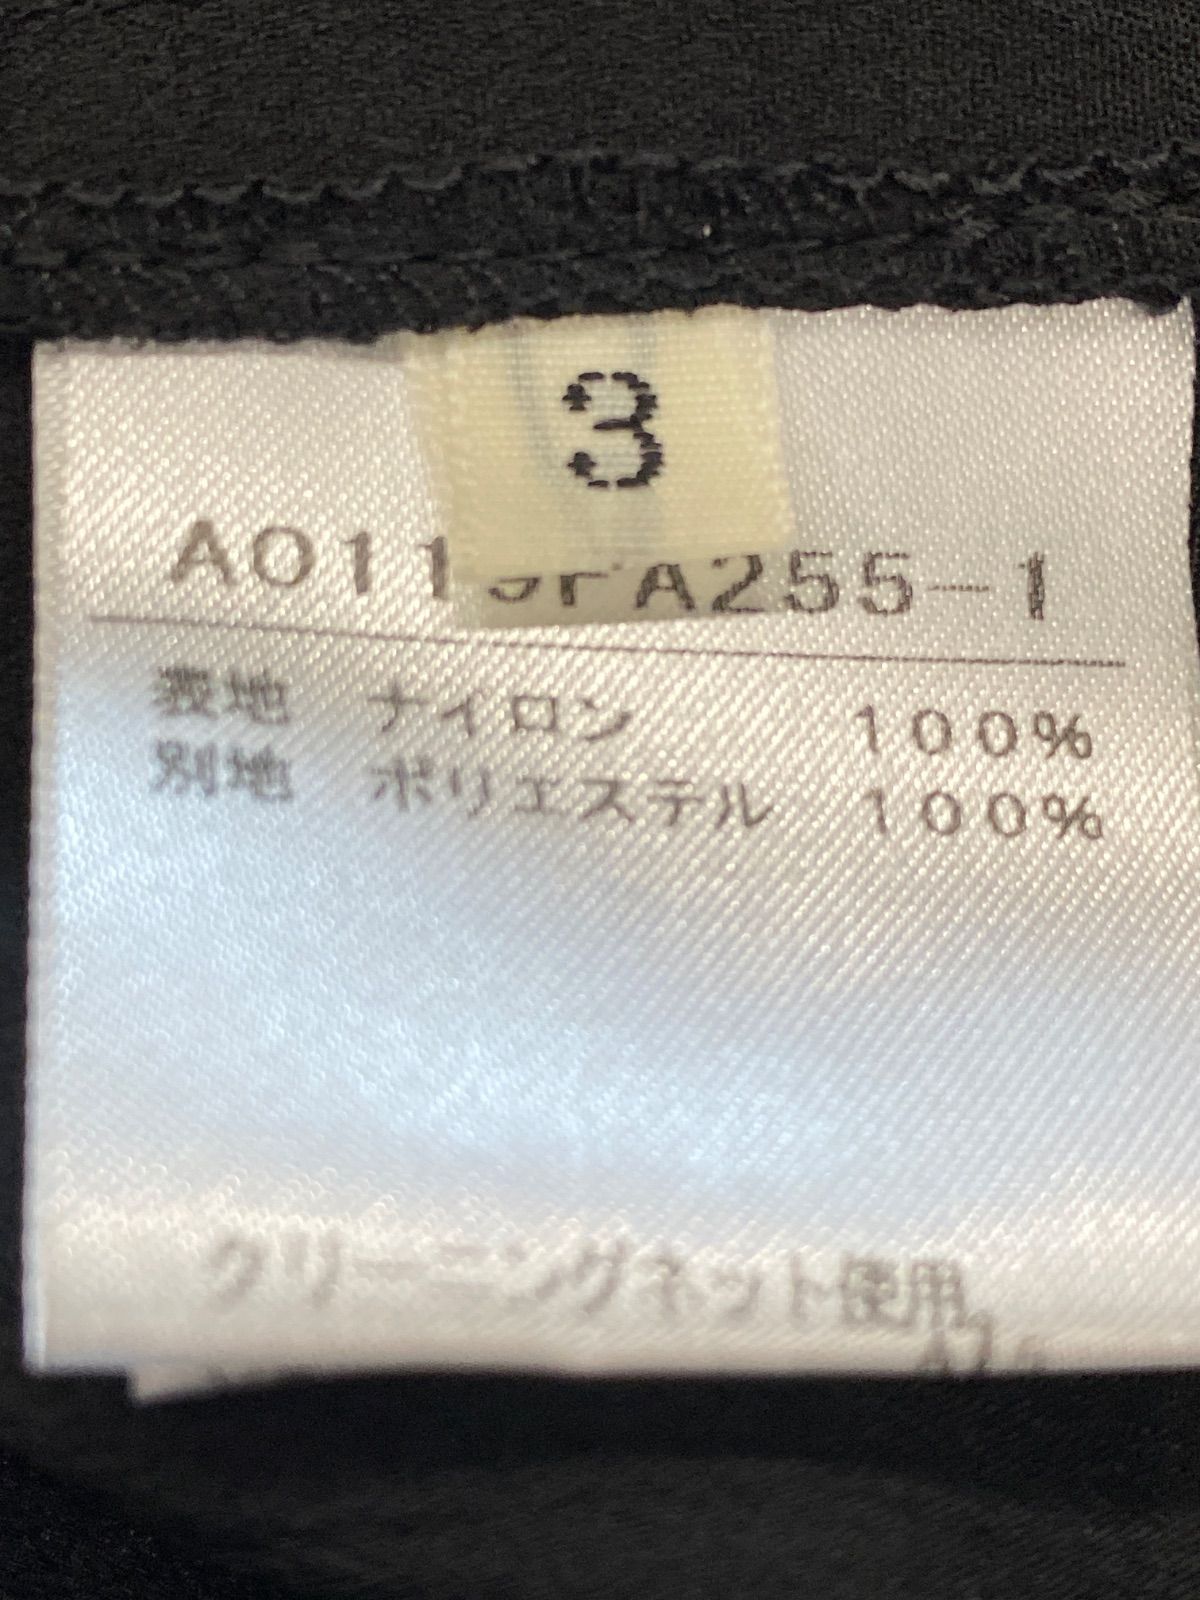 3
表地 ナイロン 100%
別地 ポリエステル 100%
クリーニングネット使用